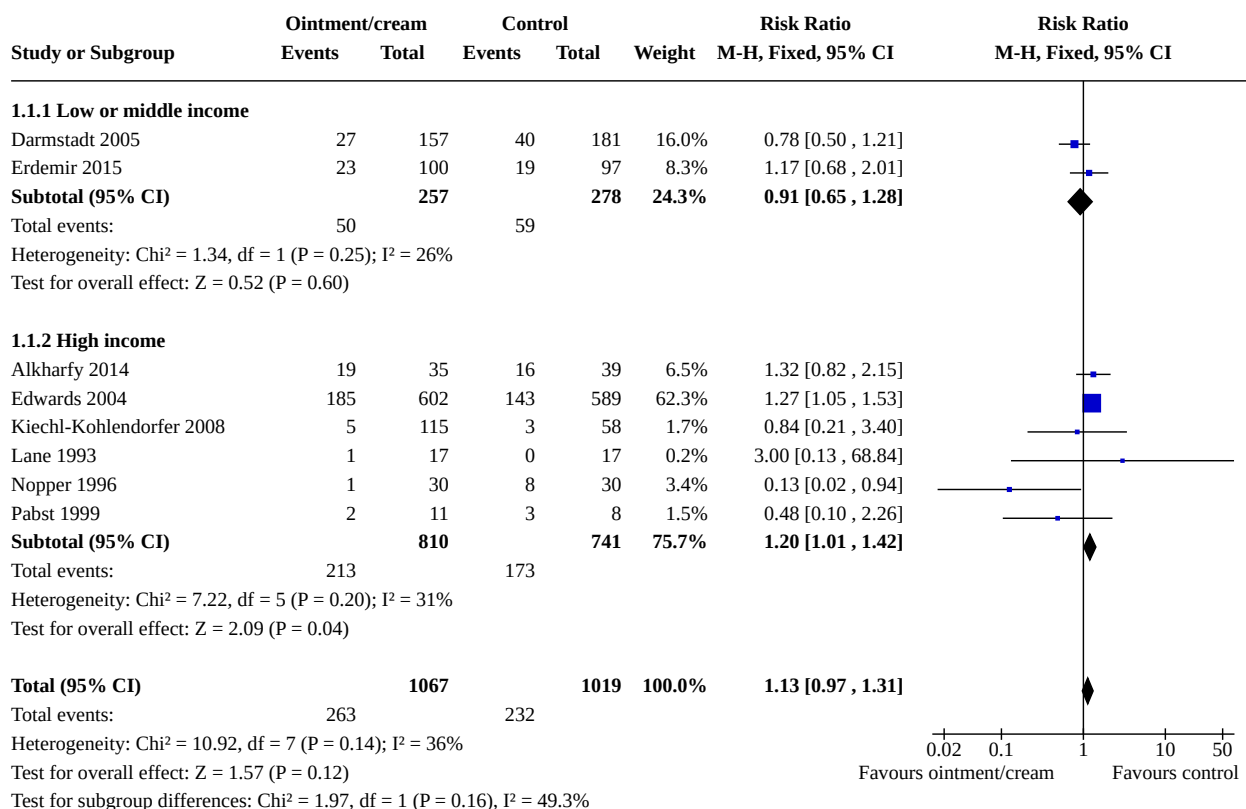 Ointment/cream Control Risk Ratio Risk Ratio
Study or Subgroup Events Total Events Total Weight M-H, Fixed, 95% CI M-H, Fixed, 95% CI
1.1.1 Low or middle income
Darmstadt 2005 27 157 40 181 16.0% 0.78 [0.50 , 1.21]
Erdemir 2015 23 100 19 97 8.3% 1.17 [0.68 , 2.01]
Subtotal (95% CI) 257 278 24.3% 0.91 [0.65 , 1.28]
Total events: 50 59
Heterogeneity: Chi² = 1.34, df = 1 (P = 0.25); I² = 26%
Test for overall effect: Z = 0.52 (P = 0.60)
1.1.2 High income
Alkharfy 2014 19 35 16 39 6.5% 1.32 [0.82 , 2.15]
Edwards 2004 185 602 143 589 62.3% 1.27 [1.05 , 1.53]
Kiechl-Kohlendorfer 2008 5 115 3 58 1.7% 0.84 [0.21 , 3.40]
Lane 1993 1 17 0 17 0.2% 3.00 [0.13 , 68.84]
Nopper 1996 1 30 8 30 3.4% 0.13 [0.02 , 0.94]
Pabst 1999 2 11 3 8 1.5% 0.48 [0.10 , 2.26]
Subtotal (95% CI) 810 741 75.7% 1.20 [1.01 , 1.42]
Total events: 213 173
Heterogeneity: Chi² = 7.22, df = 5 (P = 0.20); I² = 31%
Test for overall effect: Z = 2.09 (P = 0.04)
Total (95% CI) 1067 1019 100.0% 1.13 [0.97 , 1.31]
Total events: 263 232
Heterogeneity: Chi² = 10.92, df = 7 (P = 0.14); I² = 36%
Test for overall effect: Z = 1.57 (P = 0.12)
Test for subgroup differences: Chi² = 1.97, df = 1 (P = 0.16), I² = 49.3%
0.02 0.1 1 10 50
Favours ointment/cream Favours control